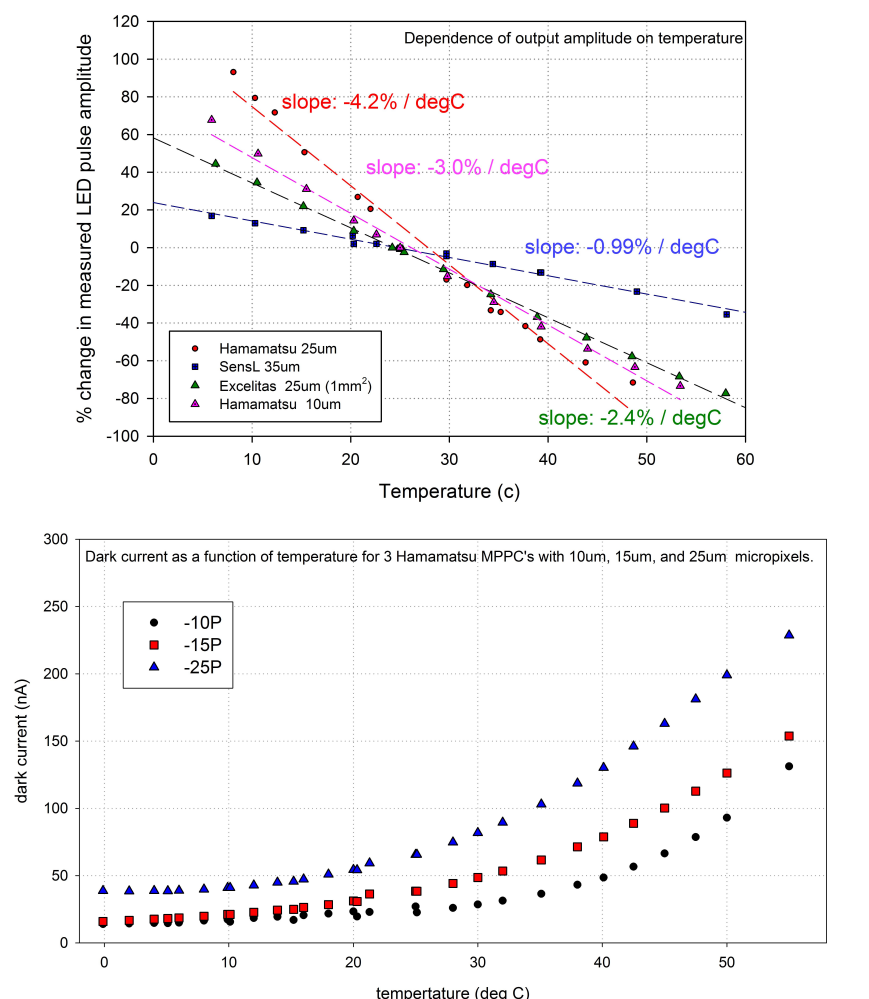 Dependence of output amplitude on temperature
% change in measured LED pulse amplitude
120
100
80
60
40
20
0
-20
-40
-60
-80
-100
slope: -4.2% / degC
slope: -3.0% / degC
slope: -0.99% / degC
slope: -2.4% / degC
Hamamatsu 25um
SensL 35um
Excelitas 25um (1mm²)
Hamamatsu 10um
0 10 20 30 40 50 60
Temperature (c)
Dark current as a function of temperature for 3 Hamamatsu MPPC's with 10um, 15um, and 25um micropixels.
dark current (nA)
300
250
200
150
100
50
0
-10P
-15P
-25P
0 10 20 30 40 50
tempertature (deg C)